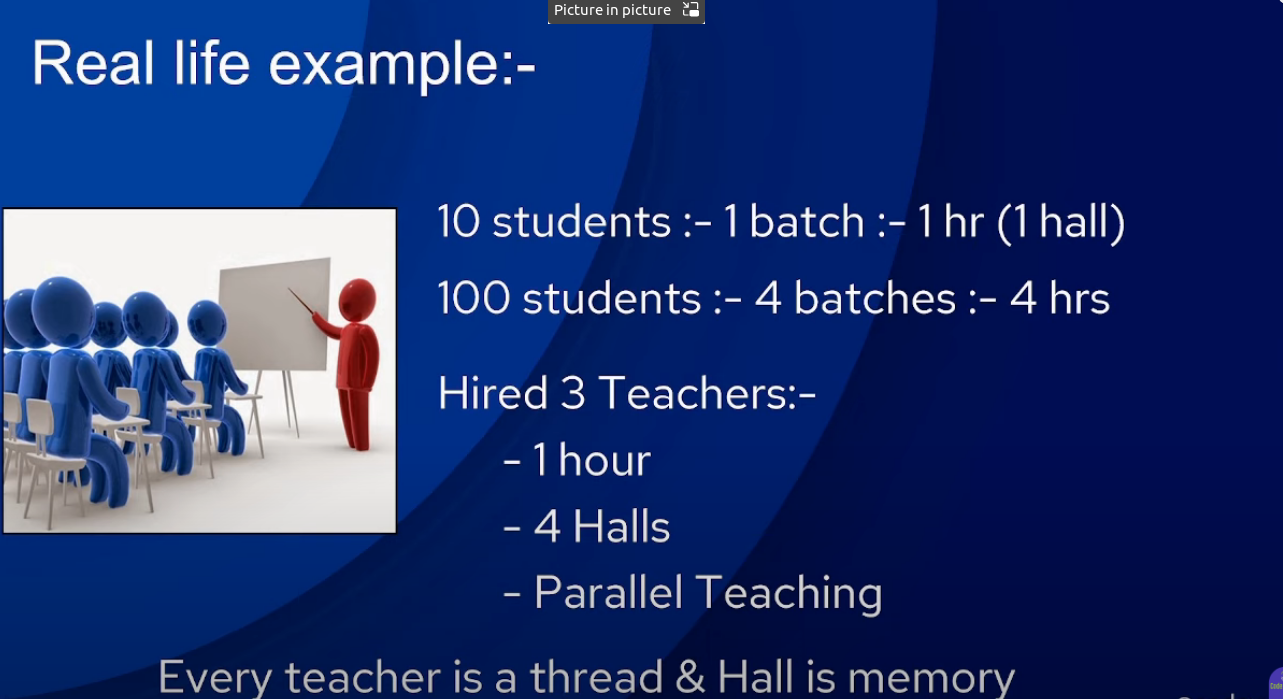 Picture in picture
Real life example:-
10 students :- 1 batch :- 1 hr (1 hall)
100 students :- 4 batches :- 4 hrs
Hired 3 Teachers:-
- 1 hour
- 4 Halls
- Parallel Teaching
Every teacher is a thread & Hall is memory